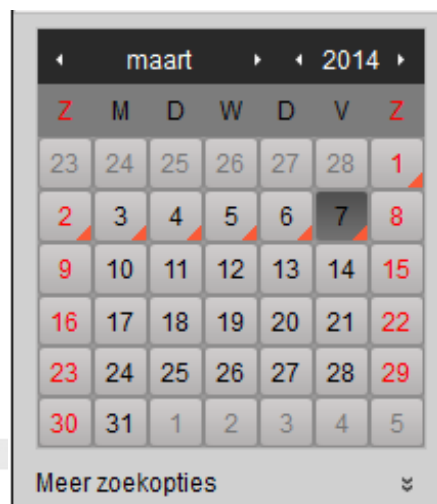 maart 2014
Z M D W D V Z
23 24 25 26 27 28 1
2 3 4 5 6 7 8
9 10 11 12 13 14 15
16 17 18 19 20 21 22
23 24 25 26 27 28 29
30 31 1 2 3 4 5
Meer zoekopties